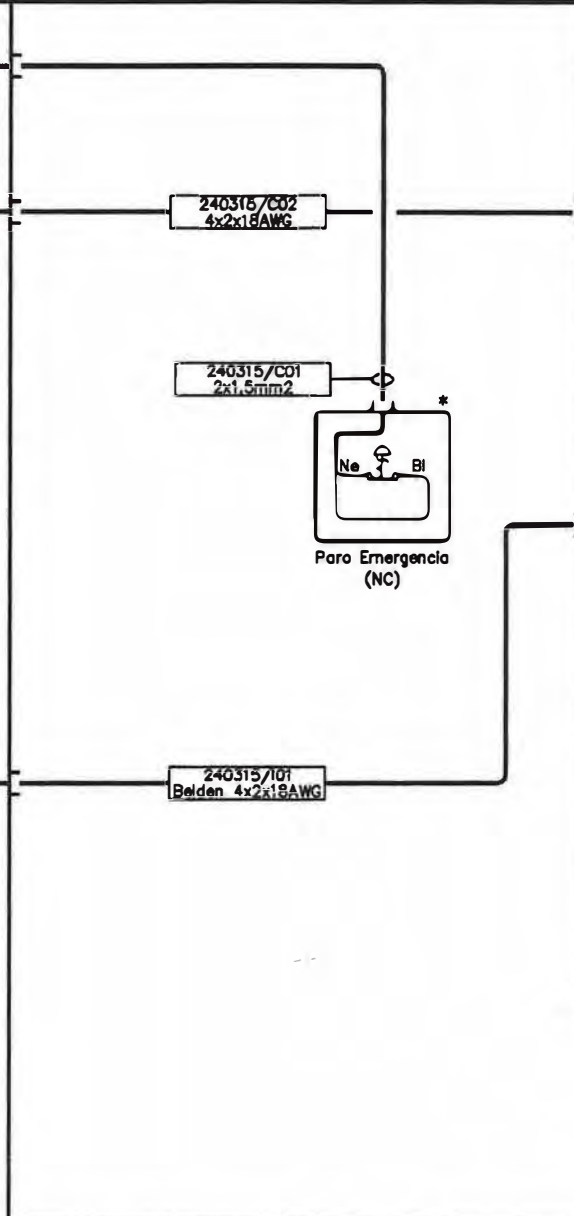 240315/C02
4x2x18AWG
240315/C01
2x1,5mm2
*
Ne Bl
Paro Emergencia
(NC)
240315/I01
Belden 4x2x18AWG